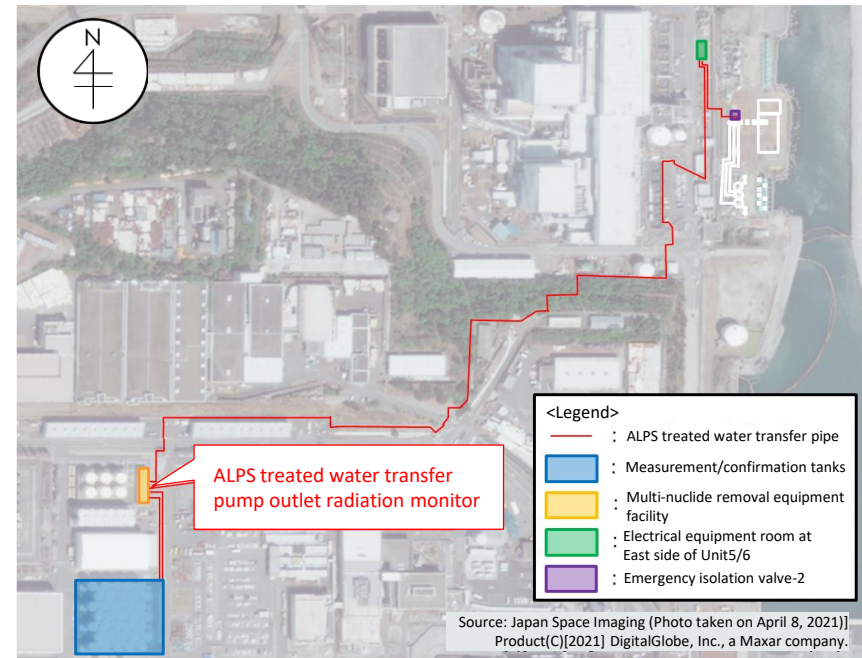 N
ALPS treated water transfer
pump outlet radiation monitor
<Legend>
: ALPS treated water transfer pipe
: Measurement/confirmation tanks
: Multi-nuclide removal equipment
facility
: Electrical equipment room at
East side of Unit5/6
: Emergency isolation valve-2
Source: Japan Space Imaging (Photo taken on April 8, 2021)]
Product(C)[2021] DigitalGlobe, Inc., a Maxar company.